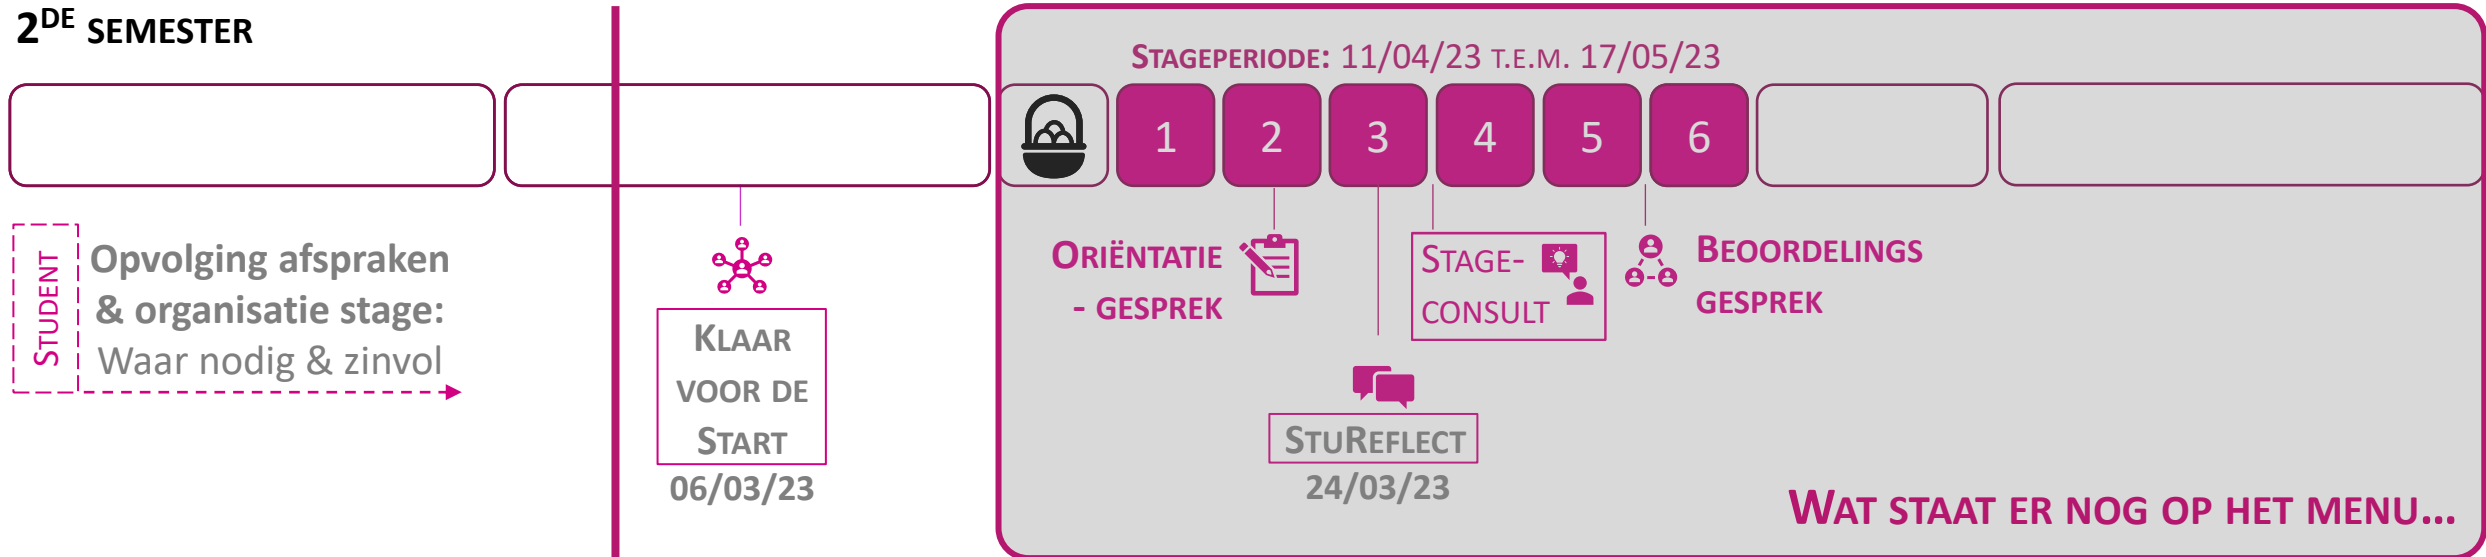 2DE SEMESTER
STAGEPERIODE: 11/04/23 T.E.M. 17/05/23
1 2 3 4 5 6
STUDENT
Opvolging afspraken
& organisatie stage:
Waar nodig & zinvol
KLAAR
VOOR DE
START
06/03/23
ORIËNTATIE
- GESPREK
STUREFLECT
24/03/23
STAGE-
CONSULT
BEOORDELINGS
GESPREK
WAT STAAT ER NOG OP HET MENU...